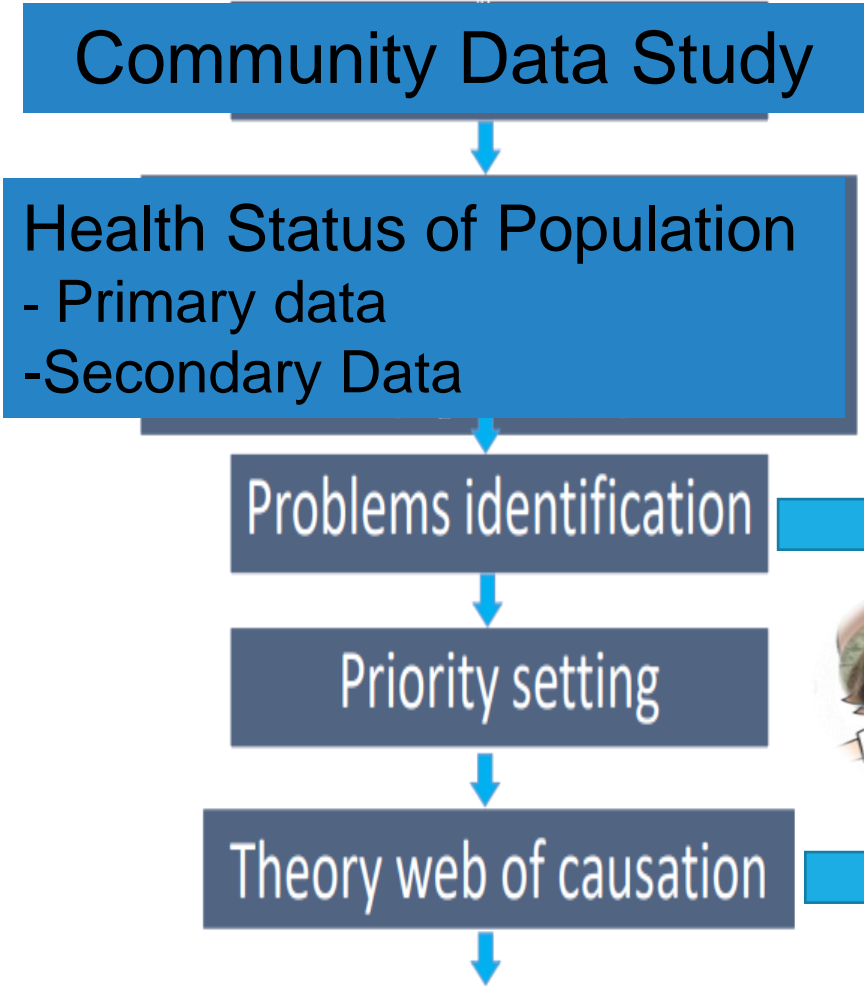 Community Data Study
Health Status of Population
- Primary data
-Secondary Data
Problems identification
Priority setting
Theory web of causation